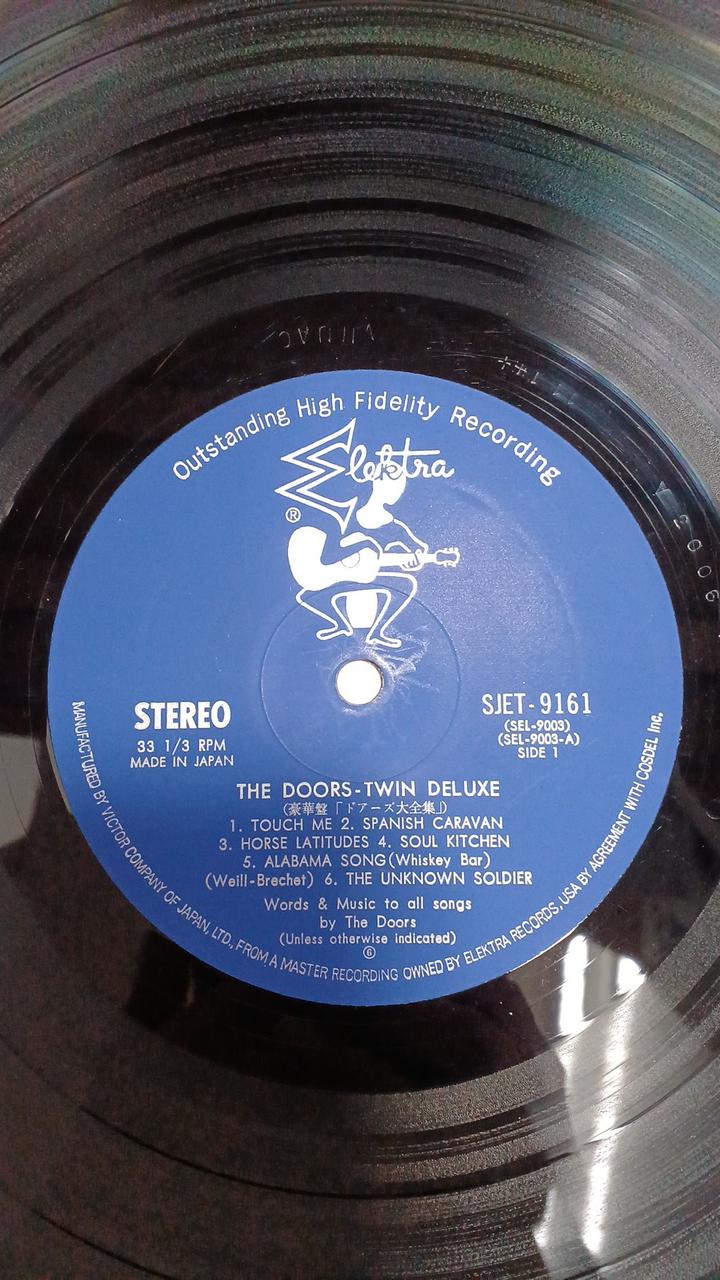 Outstanding High Fidelity Recording
Elektra
®
STEREO
33 1/3 RPM
MADE IN JAPAN
SJET-9161
(SEL-9003)
(SEL-9003-A)
SIDE 1
THE DOORS-TWIN DELUXE
(豪華盤「ドアーズ大全集」)
1. TOUCH ME 2. SPANISH CARAVAN
3. HORSE LATITUDES 4. SOUL KITCHEN
5. ALABAMA SONG(Whiskey Bar)
(Weill-Brechet) 6. THE UNKNOWN SOLDIER
Words & Music to all songs
by The Doors
(Unless otherwise indicated)
⑥
MANUFACTURED BY VICTOR COMPANY OF JAPAN, LTD., FROM A MASTER RECORDING OWNED BY ELEKTRA RECORDS, USA BY AGREEMENT WITH COSDEL Inc.